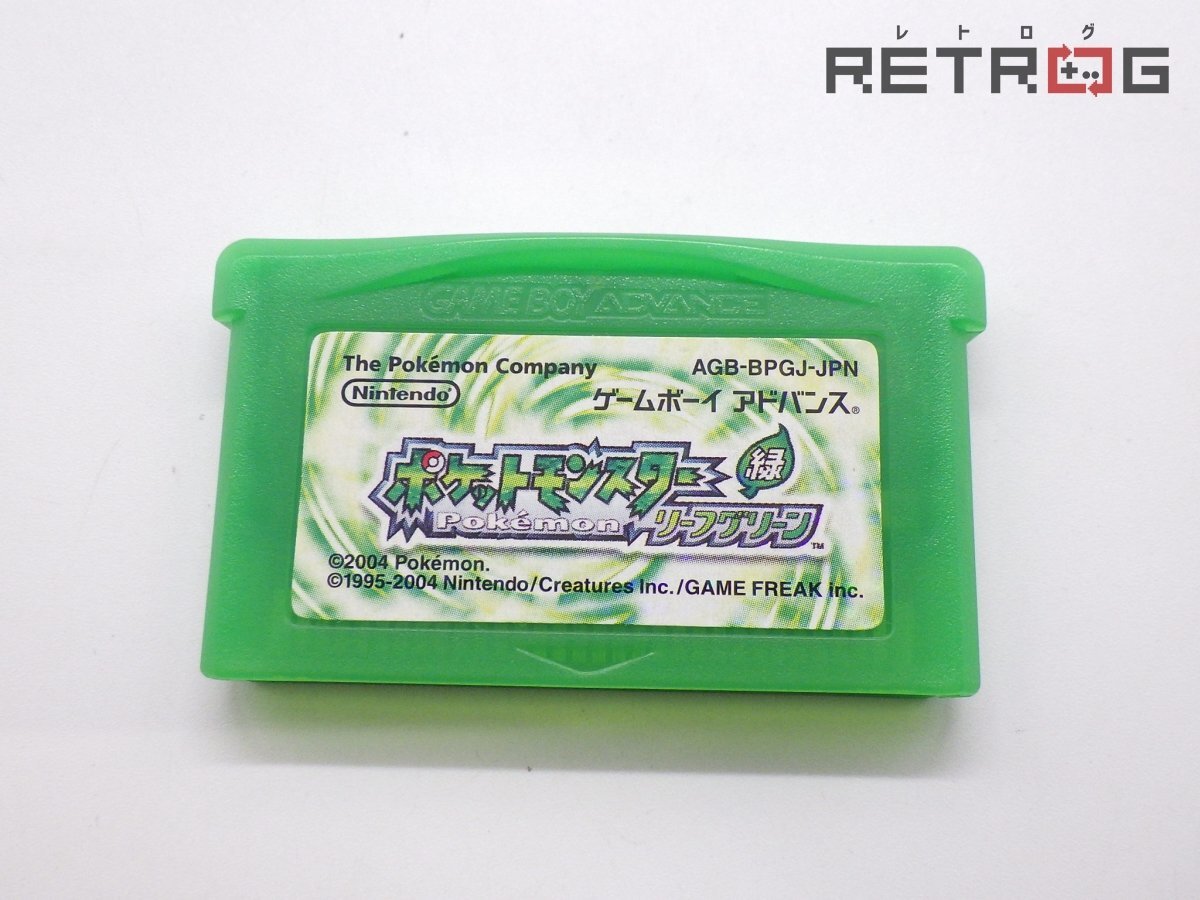 レトログ
RETROG
GAME BOY ADVANCE
The Pokémon Company
AGB-BPGJ-JPN
Nintendo®
ゲームボーイ アドバンス®
ポケットモンスター
緑
Pokémon
リーフグリーン™
©2004 Pokémon.
©1995-2004 Nintendo/Creatures Inc./GAME FREAK inc.